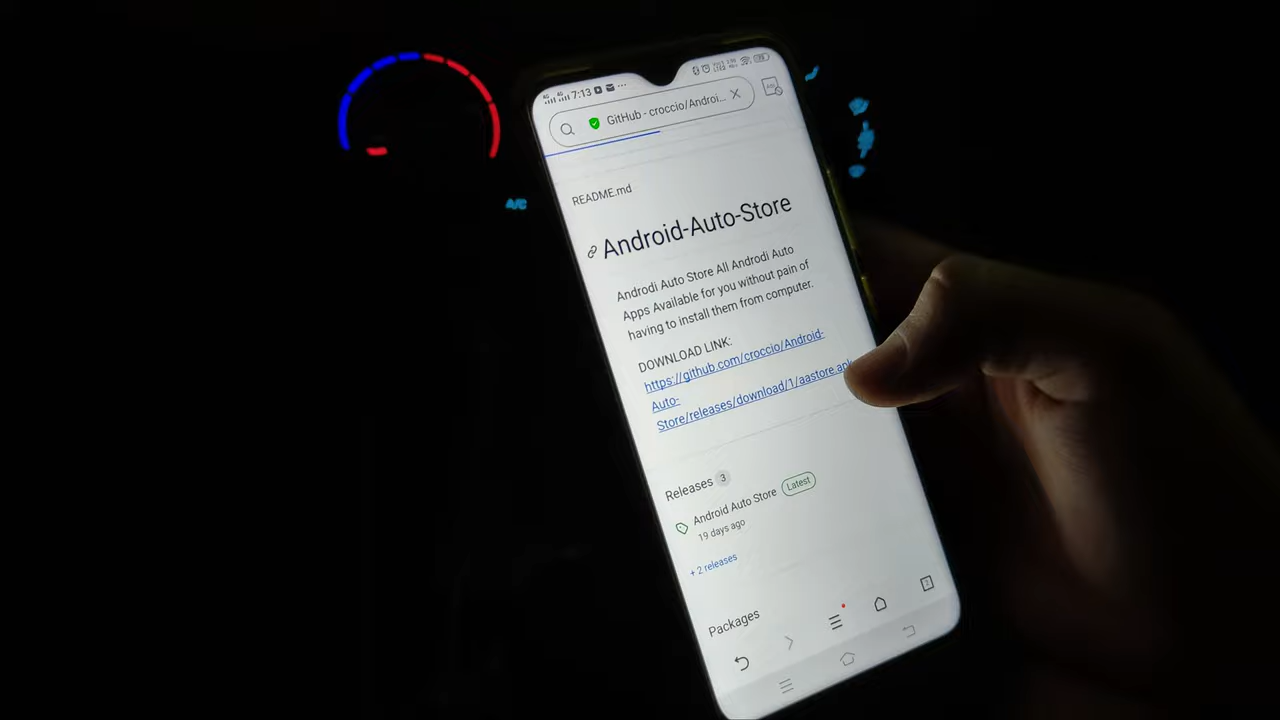 7:13
GitHub - croccio/Androi...
README.md
Android-Auto-Store
Androdi Auto Store All Androdi Auto
Apps Available for you without pain of
having to install them from computer.
DOWNLOAD LINK:
https://github.com/croccio/Android-
Auto-
Store/releases/download/1/aastore.apk
Releases 3
Android Auto Store Latest
19 days ago
+ 2 releases
Packages
2
A/C